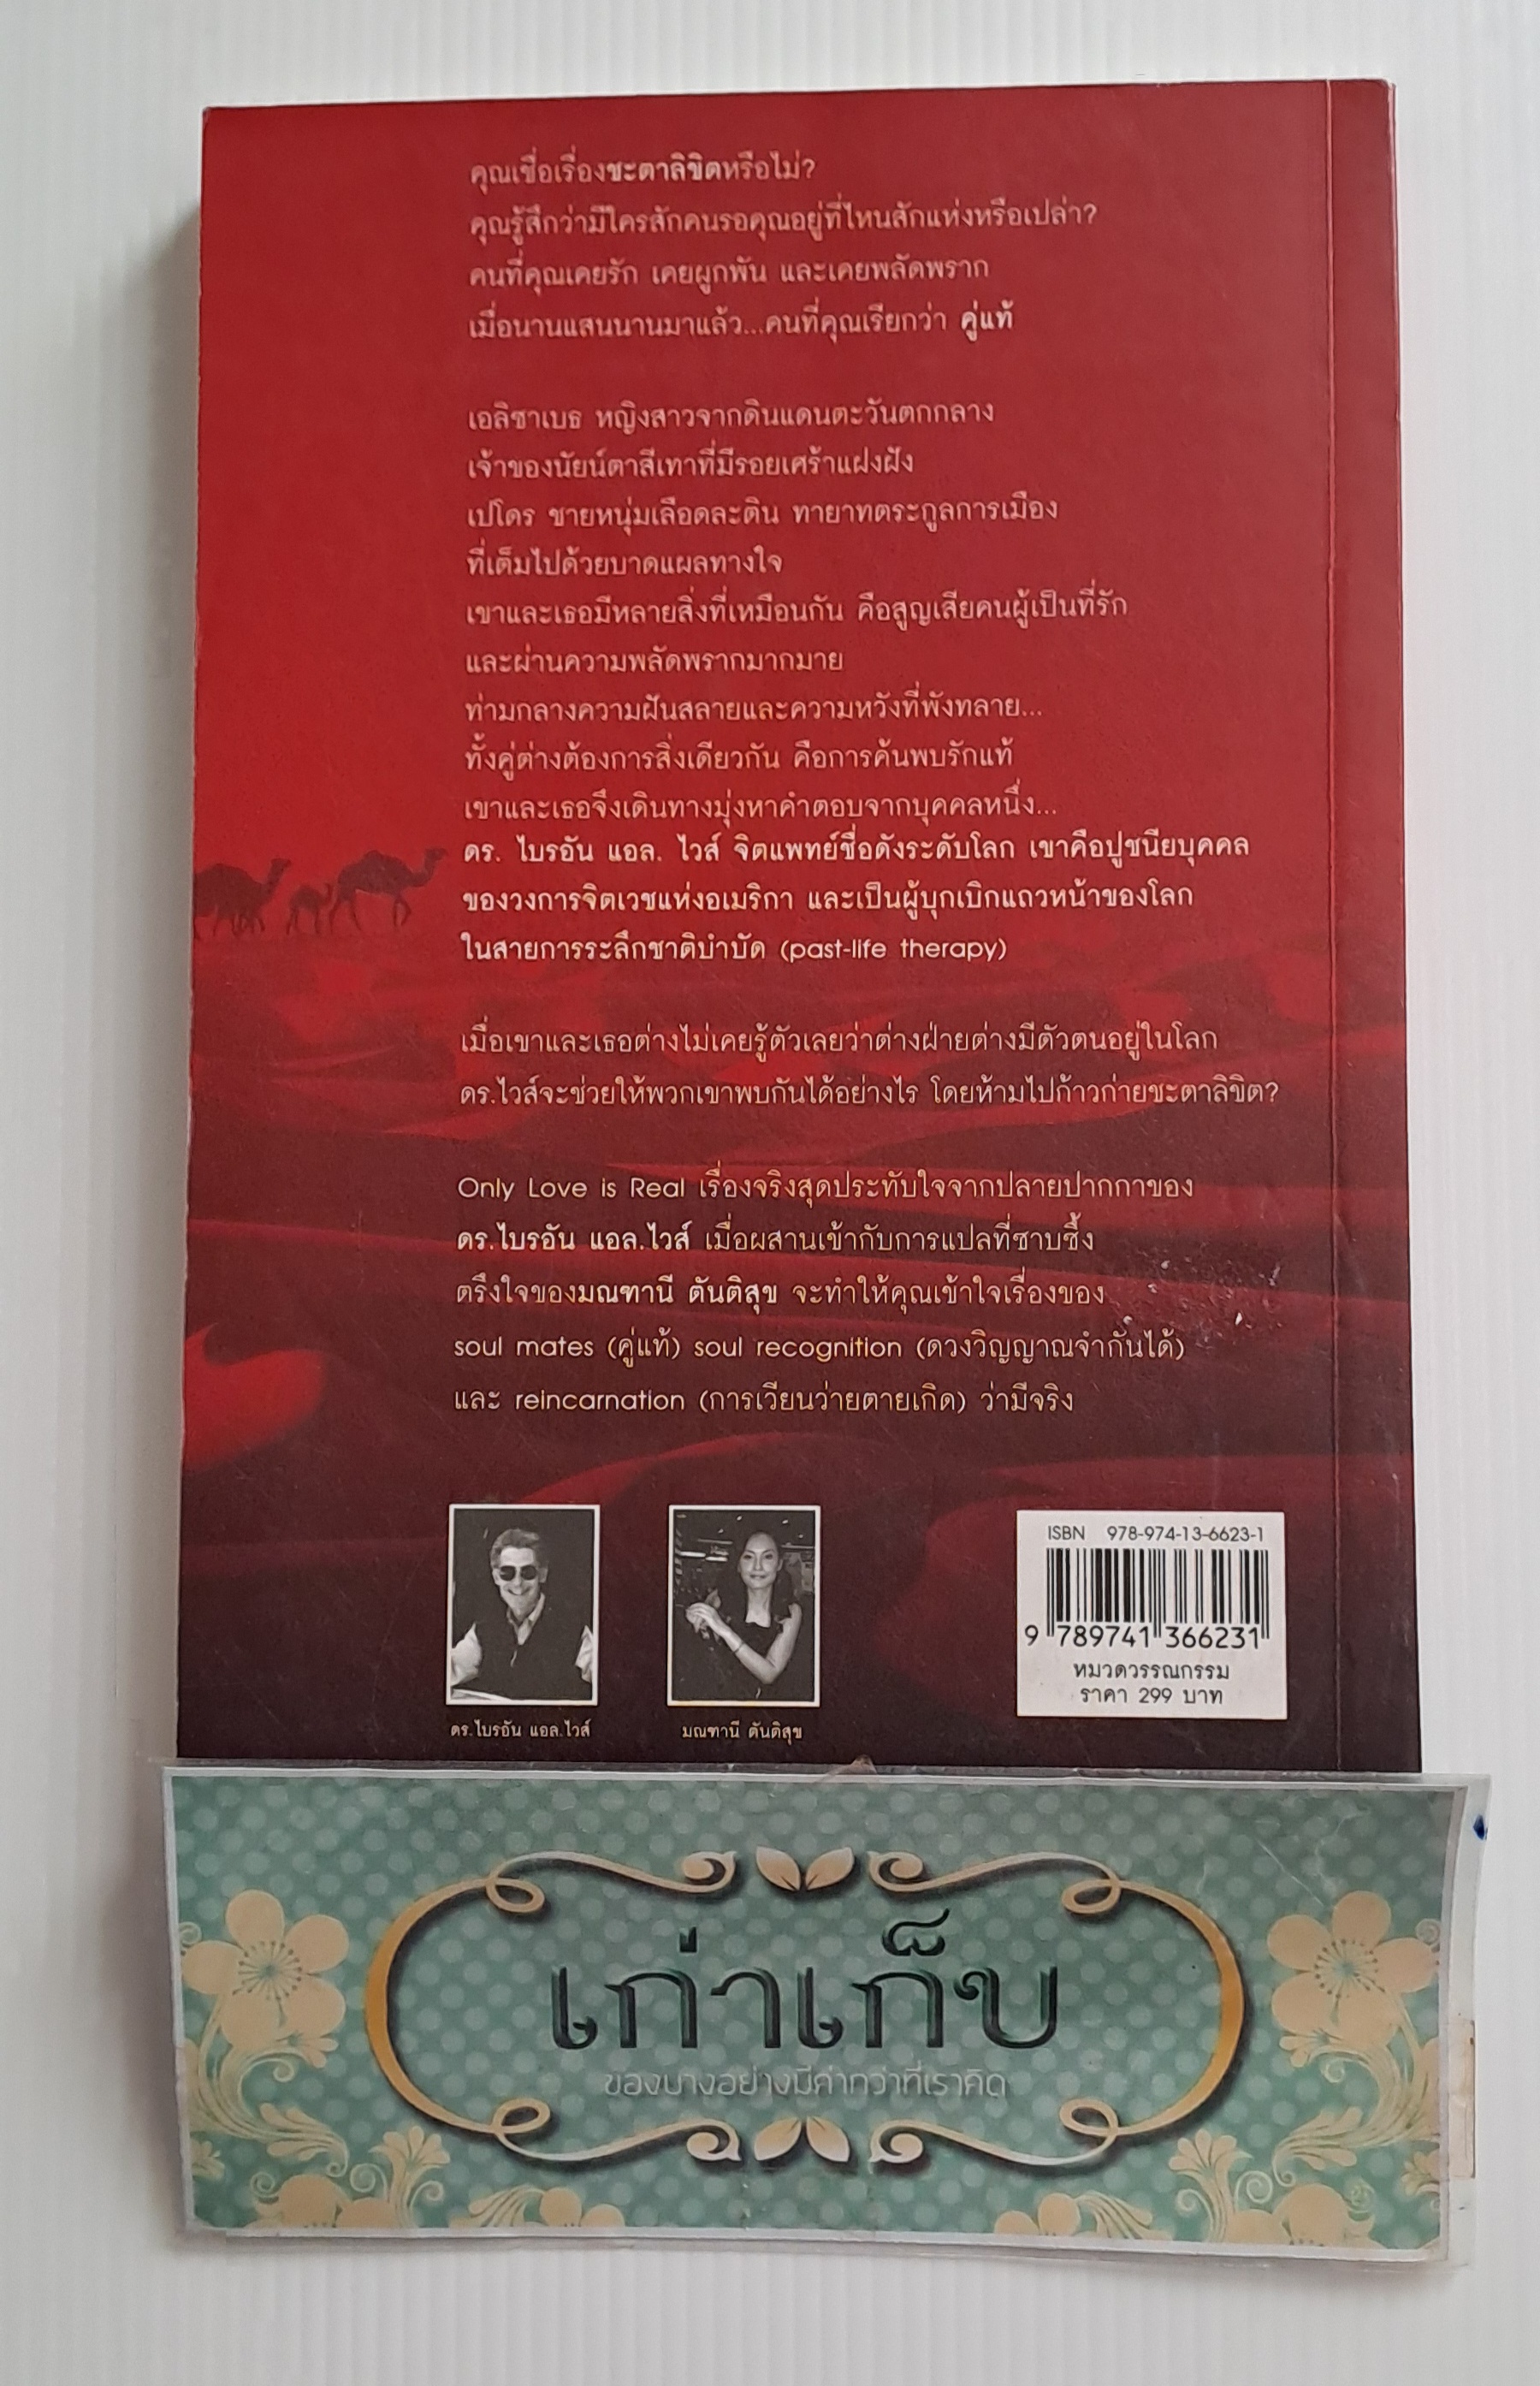 คุณเชื่อเรื่องชะตาลิขิตหรือไม่?
คุณรู้สึกว่ามีใครสักคนรอคุณอยู่ที่ไหนสักแห่งหรือเปล่า?
คนที่คุณเคยรัก เคยผูกพัน และเคยพลัดพราก
เมื่อนานแสนนานมาแล้ว...คนที่คุณเรียกว่า คู่แท้
เอลิซาเบธ หญิงสาวจากดินแดนตะวันตกกลาง
เจ้าของนัยน์ตาสีเทาที่มีรอยเศร้าแฝงฝัง
เปโดร ชายหนุ่มเลือดละติน ทายาทตระกูลการเมือง
ที่เต็มไปด้วยบาดแผลทางใจ
เขาและเธอมีหลายสิ่งที่เหมือนกัน คือสูญเสียคนผู้เป็นที่รัก
และผ่านความพลัดพรากมากมาย
ท่ามกลางความฝันสลายและความหวังที่พังทลาย...
ทั้งคู่ต่างต้องการสิ่งเดียวกัน คือการค้นพบรักแท้
เขาและเธอจึงเดินทางมุ่งหาคำตอบจากบุคคลหนึ่ง...
ดร. ไบรอัน แอล. ไวส์ จิตแพทย์ชื่อดังระดับโลก เขาคือปูชนียบุคคล
ของวงการจิตเวชแห่งอเมริกา และเป็นผู้บุกเบิกแถวหน้าของโลก
ในสายการระลึกชาติบำบัด (past-life therapy)
เมื่อเขาและเธอต่างไม่เคยรู้ตัวเลยว่าต่างฝ่ายต่างมีตัวตนอยู่ในโลก
ดร.ไวส์จะช่วยให้พวกเขาพบกันได้อย่างไร โดยห้ามไปก้าวก่ายชะตาลิขิต?
Only Love is Real เรื่องจริงสุดประทับใจจากปลายปากกาของ
ดร.ไบรอัน แอล.ไวส์ เมื่อผสานเข้ากับการแปลที่ซาบซึ้ง
ตรึงใจของมณฑานี ตันติสุข จะทำให้คุณเข้าใจเรื่องของ
soul mates (คู่แท้) soul recognition (ดวงวิญญาณจำกันได้)
และ reincarnation (การเวียนว่ายตายเกิด) ว่ามีจริง
ดร.ไบรอัน แอล.ไวส์
มณฑานี ตันติสุข
ISBN 978-974-13-6623-1
9 789741 366231
หมวดวรรณกรรม
ราคา 299 บาท
เก่าเก็บ
ของบางอย่างมีค่ากว่าที่เราคิด